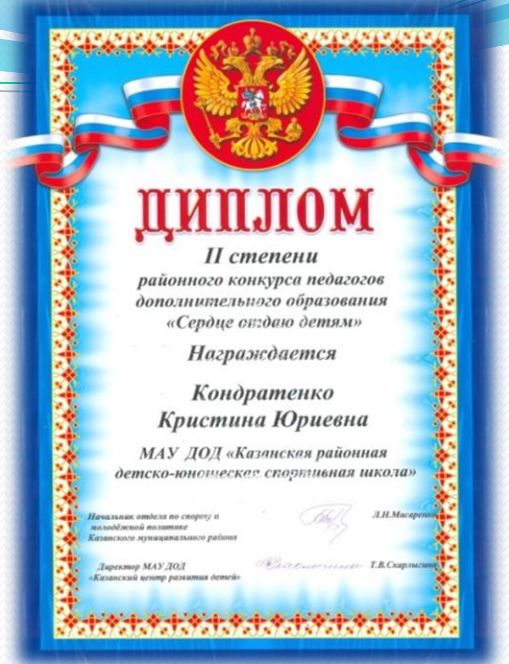 ДИПЛОМ
II степени
районного конкурса педагогов
дополнительного образования
«Сердце отдаю детям»
Награждается
Кондратенко
Кристина Юриевна
МАУ ДОД «Казанская районная
детско-юношеская спортивная школа»
Начальник отдела по спорту и
молодёжной политике
Казанского муниципального района
Л.Н.Масаренко
Директор МАУ ДОД
«Казанский центр развития детей»
Т.В.Скарлыгина